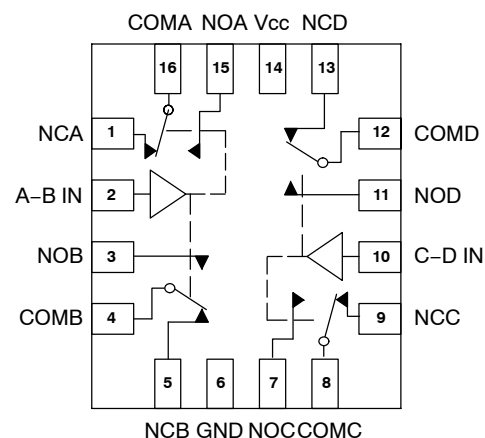 COMA NOA Vcc NCD
16 15 14 13
NCA 1 12 COMD
A–B IN 2 11 NOD
NOB 3 10 C–D IN
COMB 4 9 NCC
5 6 7 8
NCB GND NOC COMC